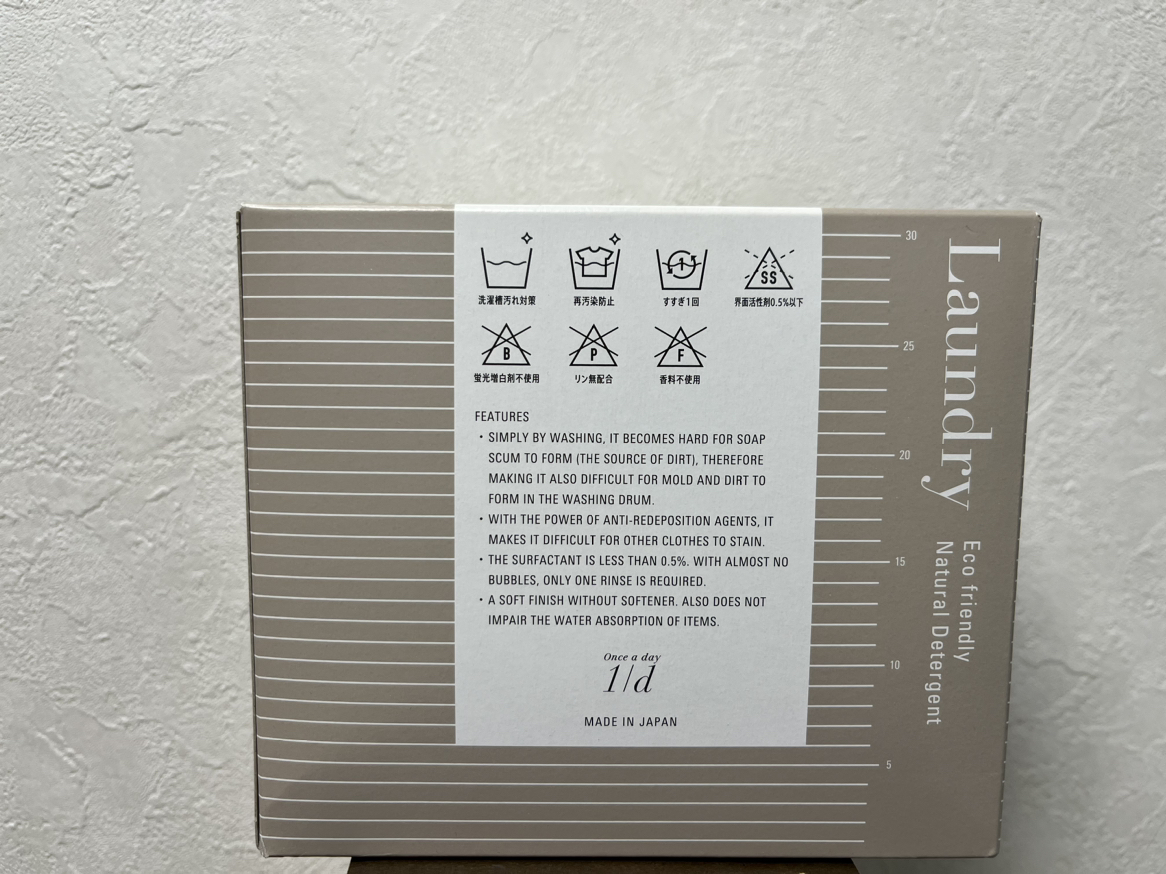 洗濯槽汚れ対策
再汚染防止
1
すすぎ1回
SS
界面活性剤0.5%以下
B
蛍光増白剤不使用
P
リン無配合
F
香料不使用
FEATURES
・SIMPLY BY WASHING, IT BECOMES HARD FOR SOAP
SCUM TO FORM (THE SOURCE OF DIRT), THEREFORE
MAKING IT ALSO DIFFICULT FOR MOLD AND DIRT TO
FORM IN THE WASHING DRUM.
・WITH THE POWER OF ANTI-REDEPOSITION AGENTS, IT
MAKES IT DIFFICULT FOR OTHER CLOTHES TO STAIN.
・THE SURFACTANT IS LESS THAN 0.5%. WITH ALMOST NO
BUBBLES, ONLY ONE RINSE IS REQUIRED.
・A SOFT FINISH WITHOUT SOFTENER. ALSO DOES NOT
IMPAIR THE WATER ABSORPTION OF ITEMS.
Once a day
1/d
MADE IN JAPAN
30
25
20
15
10
5
Laundry
Eco friendly
Natural Detergent